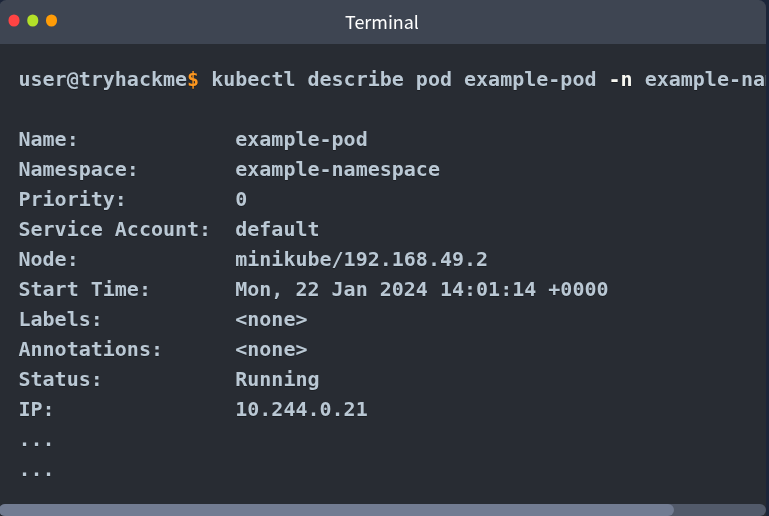 Terminal
user@tryhackme$ kubectl describe pod example-pod -n example-na
Name: example-pod
Namespace: example-namespace
Priority: 0
Service Account: default
Node: minikube/192.168.49.2
Start Time: Mon, 22 Jan 2024 14:01:14 +0000
Labels: <none>
Annotations: <none>
Status: Running
IP: 10.244.0.21
...
...